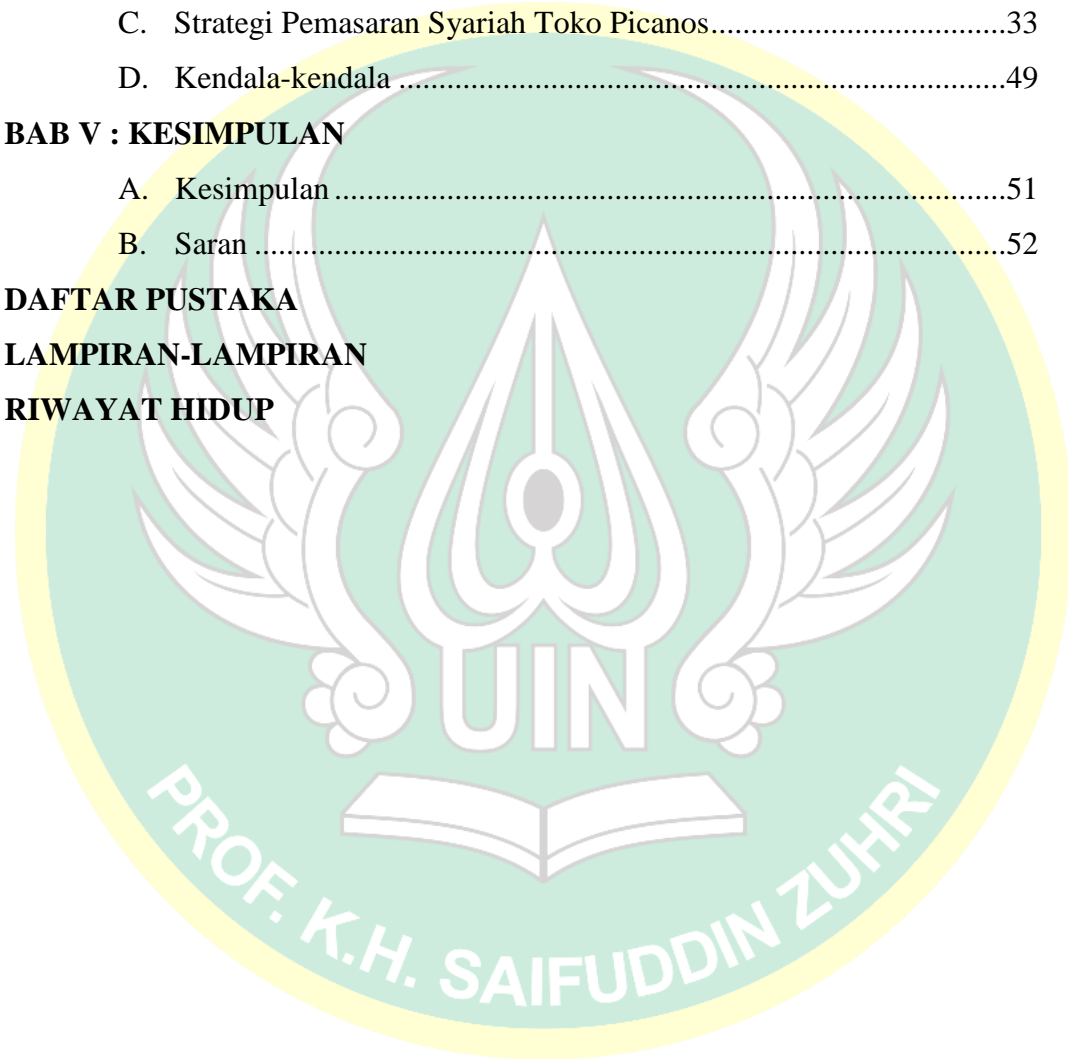 C. Strategi Pemasaran Syariah Toko Picanos..................................33
D. Kendala-kendala ......................................................................49
BAB V : KESIMPULAN
A. Kesimpulan .............................................................................51
B. Saran ......................................................................................52
DAFTAR PUSTAKA
LAMPIRAN-LAMPIRAN
RIWAYAT HIDUP
UIN
PROF. K.H. SAIFUDDIN ZUHRI